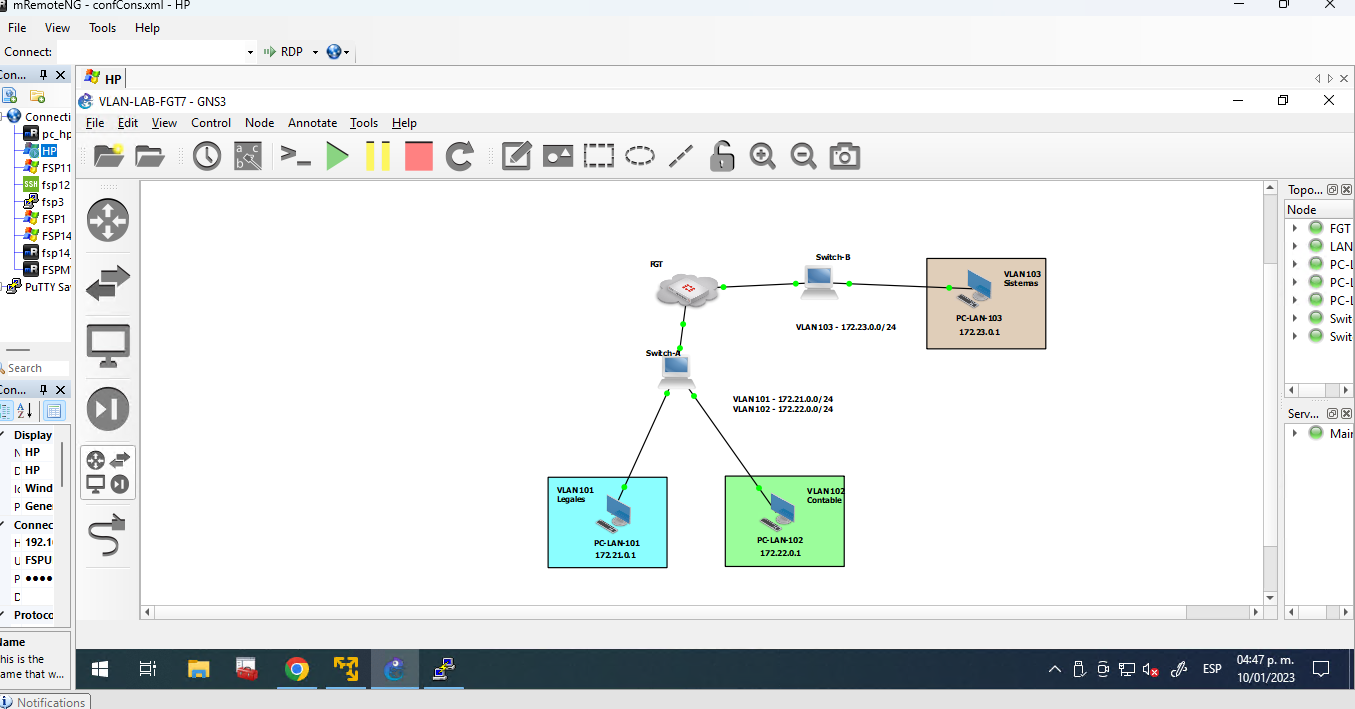 mRemoteNG - confCons.xml - HP
File View Tools Help
Connect: RDP
Con...
HP
Connecti
pc_hp
HP
FSP11
fsp12
fsp3
FSP1
FSP14
fsp14_
FSPM
PuTTY Sa
Search
Con...
Display
HP
HP
Wind
Gene
Connec
192.1
FSPU
●●●●
Protoco
Name
This is the
name that w...
Notifications
VLAN-LAB-FGT7 - GNS3
File Edit View Control Node Annotate Tools Help
FGT
Switch-B
VLAN103
Sistemas
PC-LAN-103
172.23.0.1
VLAN103 - 172.23.0.0/24
Switch-A
VLAN101 - 172.21.0.0/24
VLAN102 - 172.22.0.0/24
VLAN101
Legales
PC-LAN-101
172.21.0.1
VLAN102
Contable
PC-LAN-102
172.22.0.1
Topo...
Node
FGT
LAN
PC-L
PC-L
PC-L
Swit
Swit
Serv...
Mair
ESP
04:47 p. m.
10/01/2023